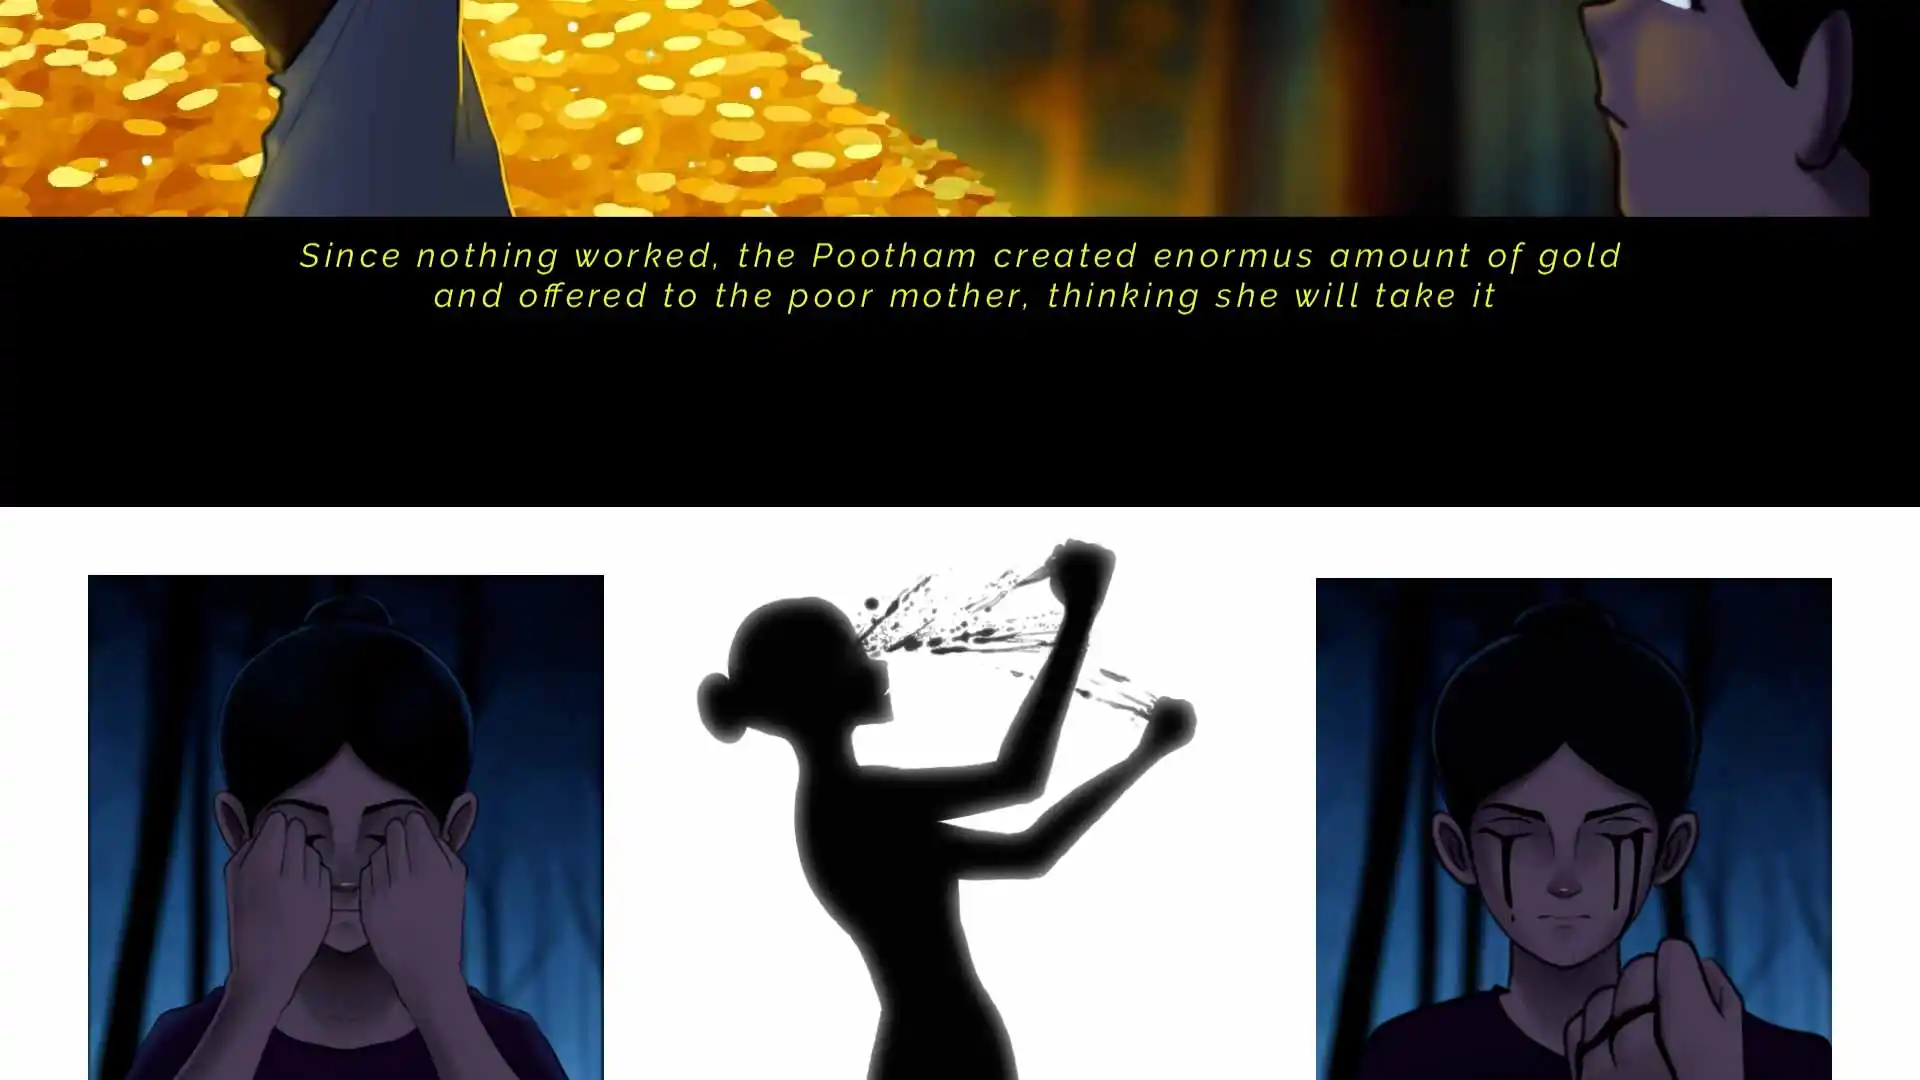 Since nothing worked, the Pootham created enormus amount of gold
and offered to the poor mother, thinking she will take it